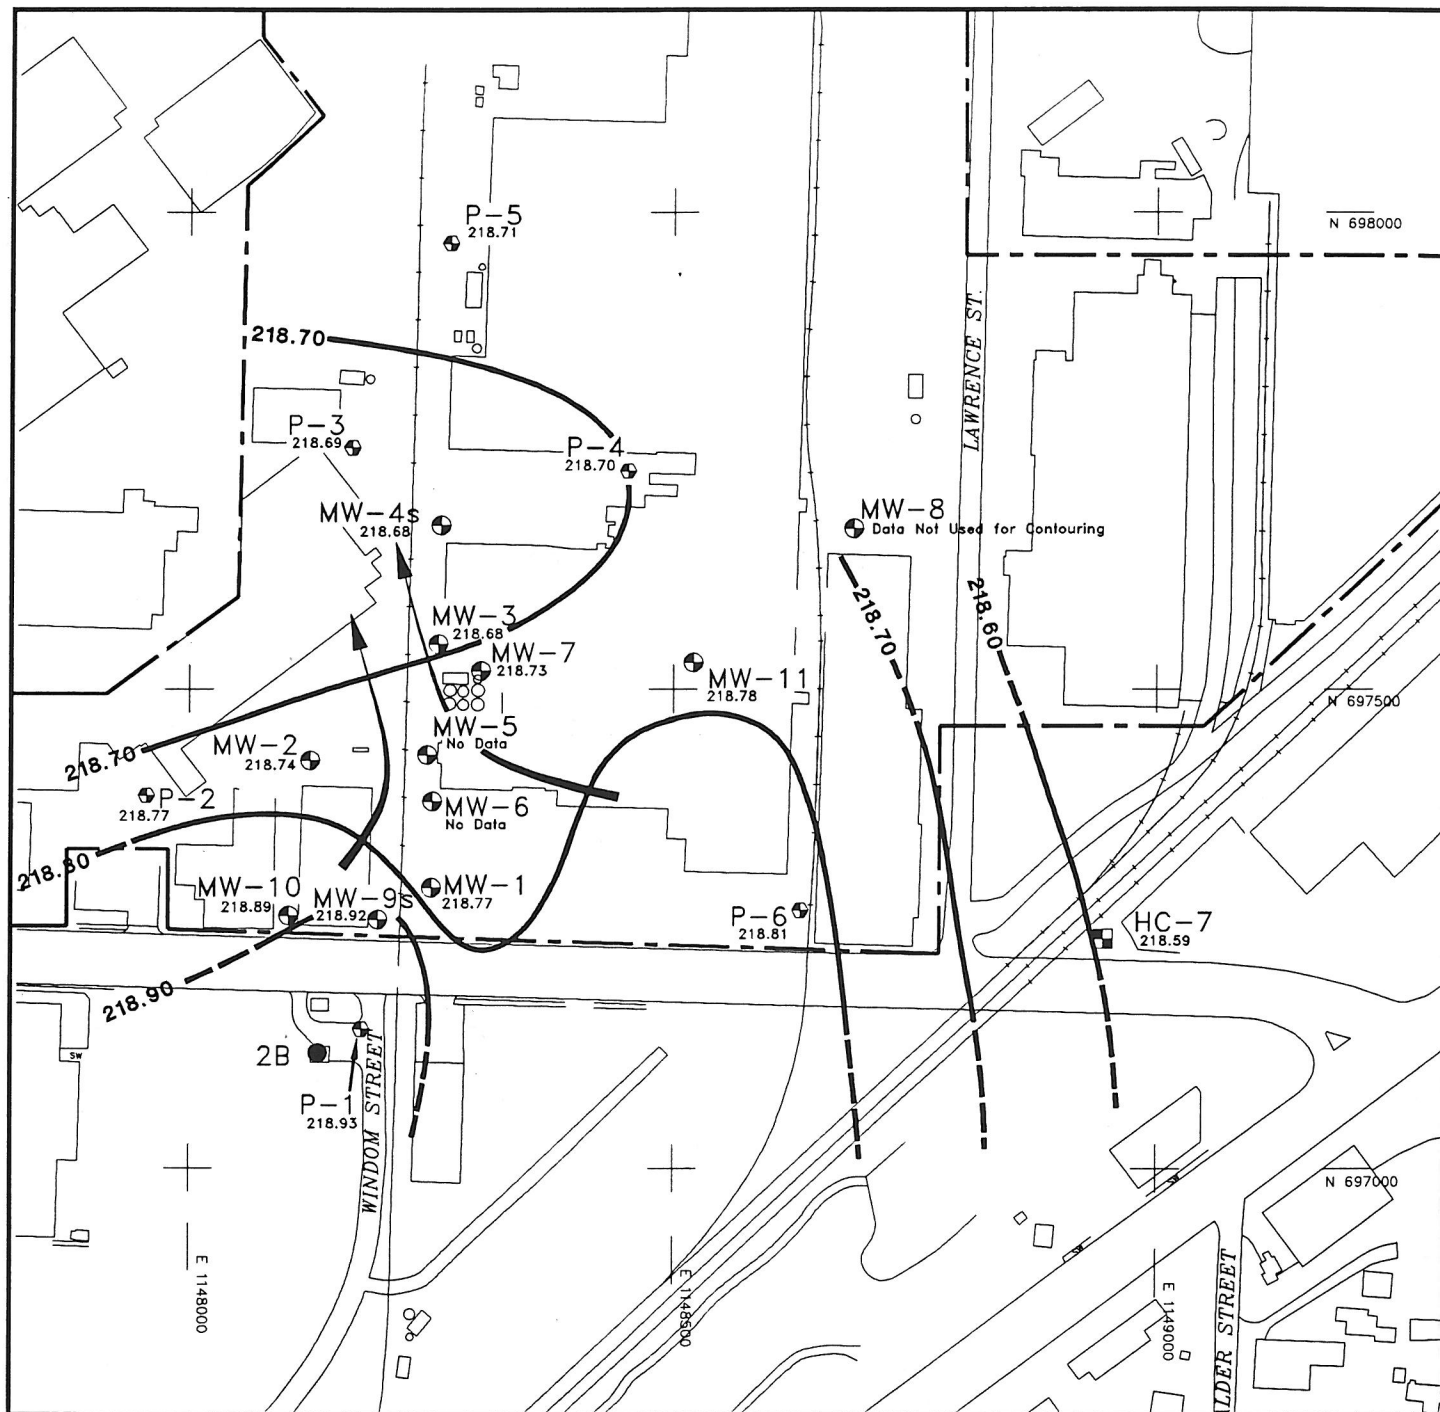 P-5
218.71
N 698000
218.70
LAWRENCE ST.
P-3
218.69
P-4
218.70
MW-4s
218.68
MW-8
Data Not Used for Contouring
218.70
218.60
MW-3
218.68
MW-7
218.73
MW-11
218.78
N 697500
MW-5
No Data
MW-2
218.74
218.70
P-2
218.77
MW-6
No Data
218.80
MW-10
218.89
MW-9s
218.92
MW-1
218.77
P-6
218.81
HC-7
218.59
218.90
SW
2B
P-1
218.93
WINDOM STREET
N 697000
E 1148000
E 1148500
E 1149000
ALDER STREET